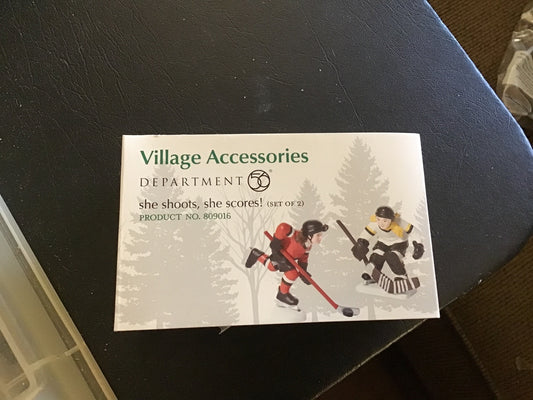 Village Accessories
DEPARTMENT 56®
she shoots, she scores! (SET OF 2)
PRODUCT NO. 809016